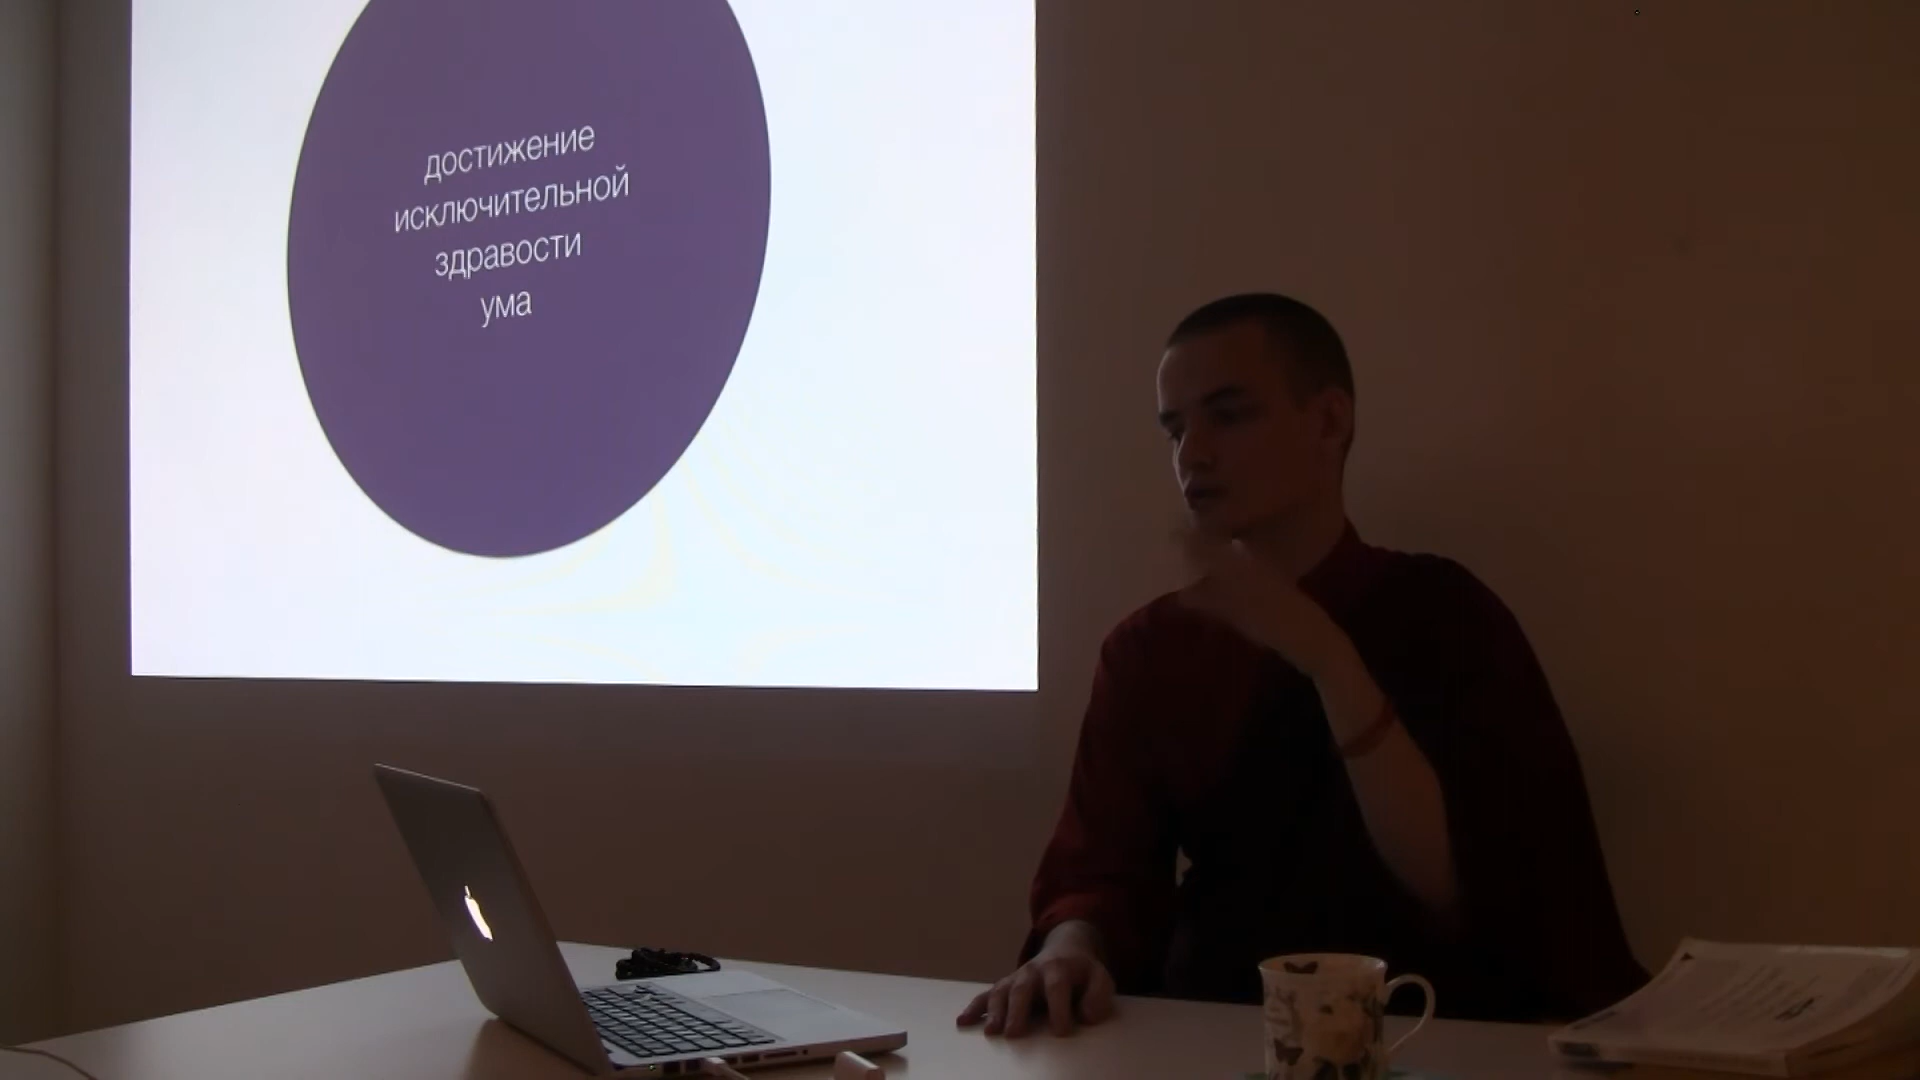 достижение
исключительной
здравости
ума